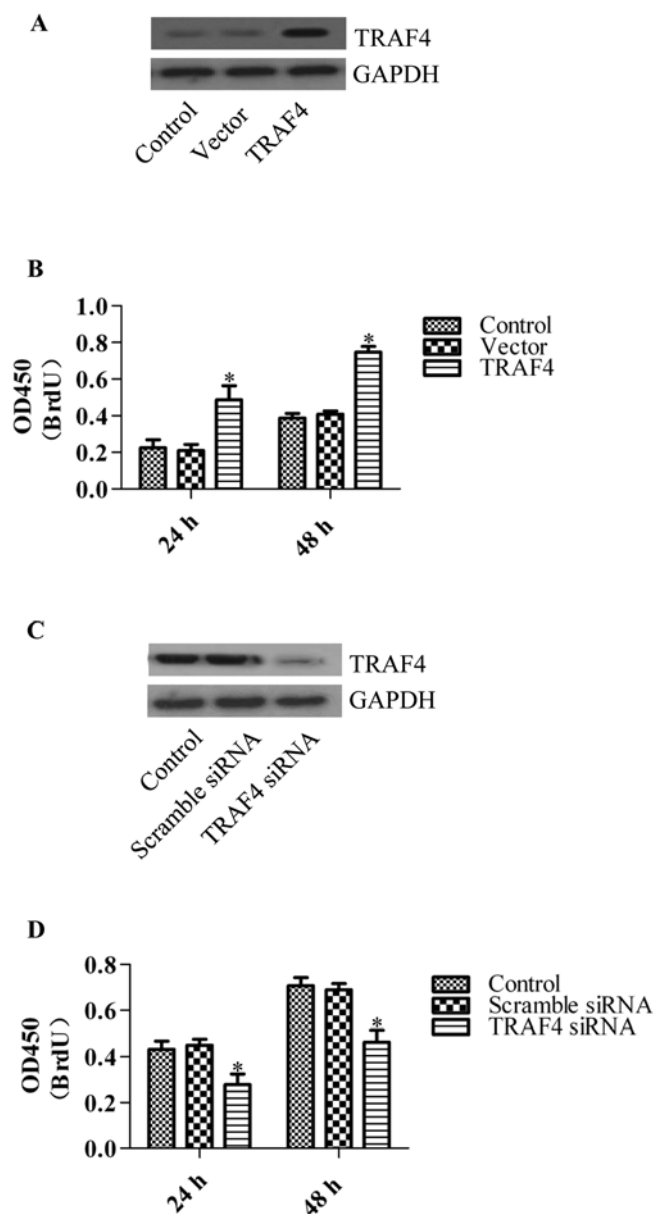 A
TRAF4
GAPDH
Control
Vector
TRAF4
B
1.0
0.8
0.6
0.4
0.2
0.0
OD450
(BrdU)
*
*
24 h
48 h
Control
Vector
TRAF4
C
TRAF4
GAPDH
Control
Scramble siRNA
TRAF4 siRNA
D
0.8
0.6
0.4
0.2
0.0
OD450
(BrdU)
*
*
24 h
48 h
Control
Scramble siRNA
TRAF4 siRNA